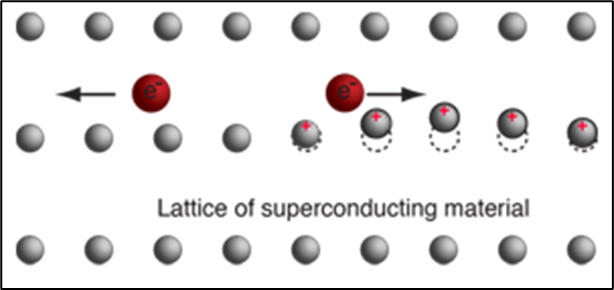 e⁻ e⁻
+ + + + +
Lattice of superconducting material